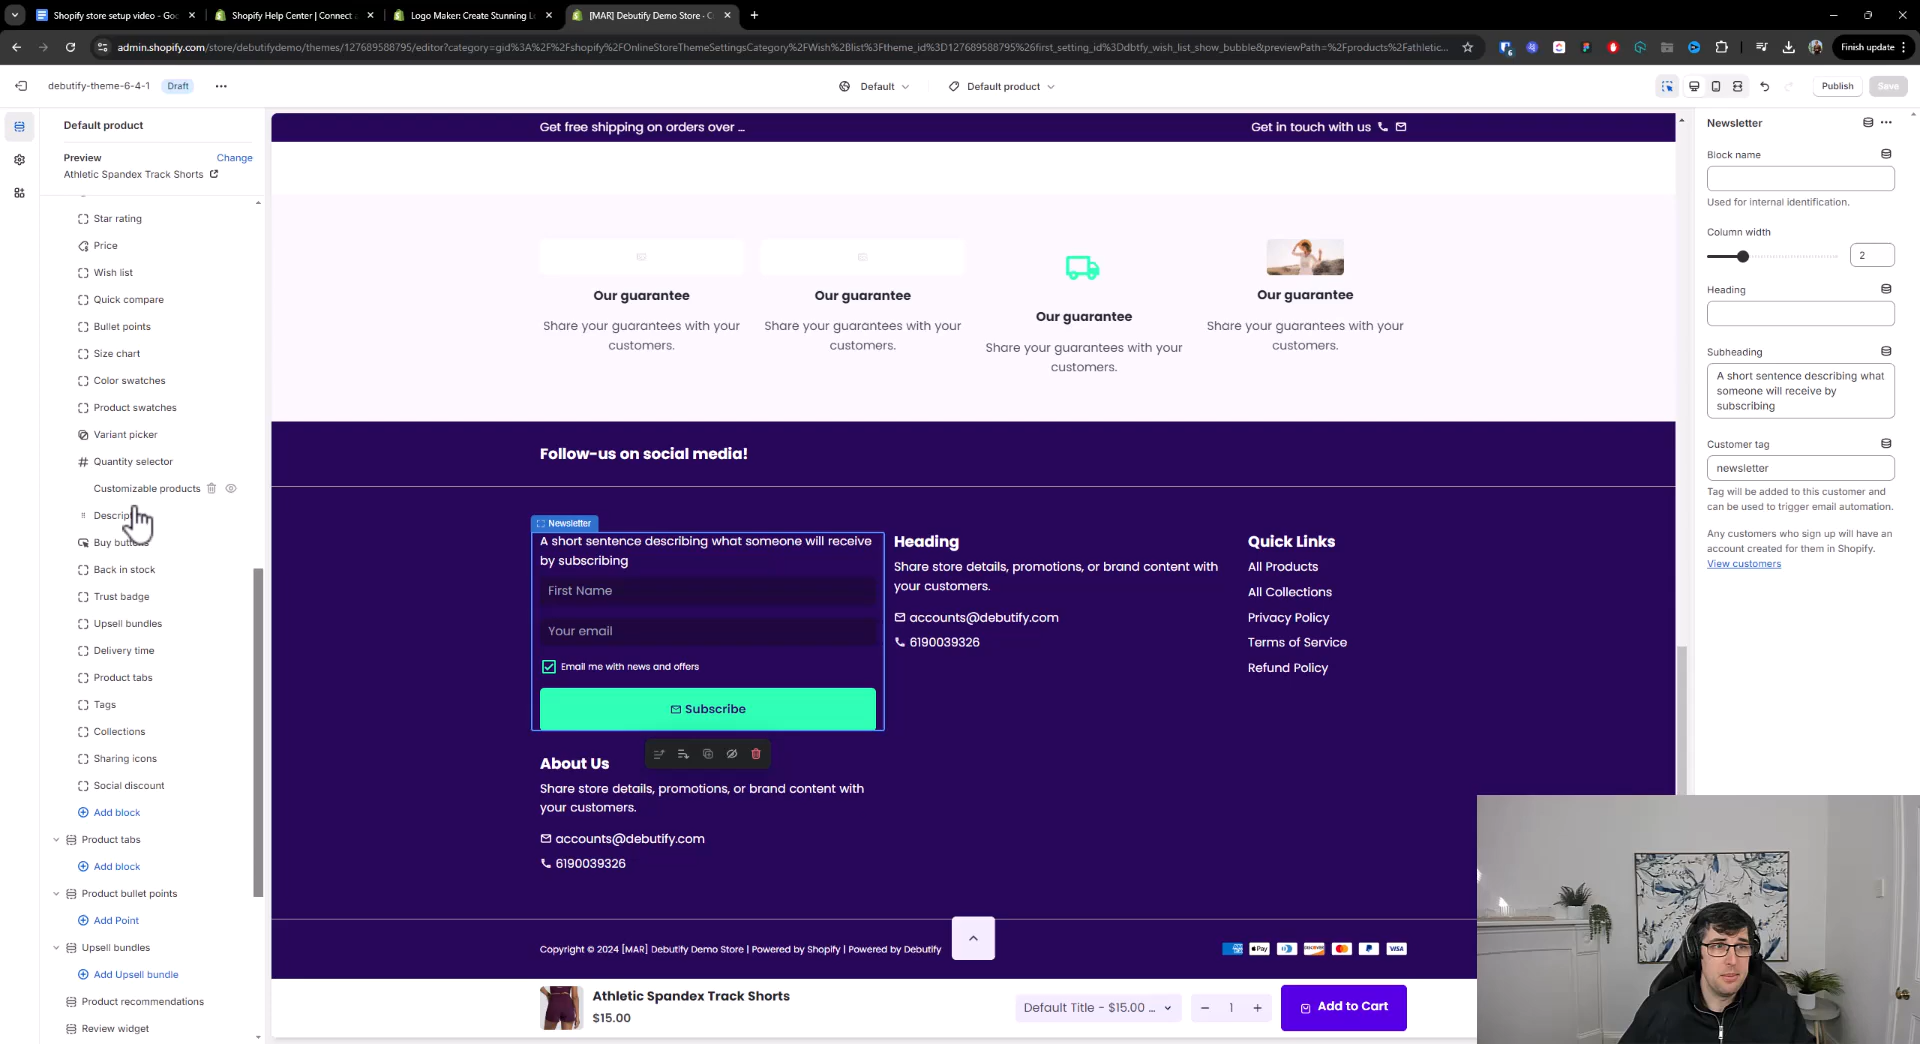 Shopify store setup video - Goo
Shopify Help Center | Connect a
Logo Maker: Create Stunning L
[MAR] Debutify Demo Store · C
admin.shopify.com/store/debutifydemo/themes/127689588795/editor?category=gid%3A%2F%2Fshopify%2FOnlineStoreThemeSettingsCategory%2FWish%2Blist%3Ftheme_id%3D127689588795%26first_setting_id%3Ddbtfy_wish_list_show_bubble&previewPath=%2Fproducts%2Fathletic...
Finish update
debutify-theme-6-4-1
Draft
Default
Default product
Publish
Save
Default product
Preview
Change
Athletic Spandex Track Shorts
Star rating
Price
Wish list
Quick compare
Bullet points
Size chart
Color swatches
Product swatches
Variant picker
Quantity selector
Customizable products
Descrip
Buy buttons
Back in stock
Trust badge
Upsell bundles
Delivery time
Product tabs
Tags
Collections
Sharing icons
Social discount
Add block
Product tabs
Add block
Product bullet points
Add Point
Upsell bundles
Add Upsell bundle
Product recommendations
Review widget
Get free shipping on orders over ...
Get in touch with us
Our guarantee
Share your guarantees with your
customers.
Our guarantee
Share your guarantees with your
customers.
Our guarantee
Share your guarantees with your
customers.
Our guarantee
Share your guarantees with your
customers.
Follow-us on social media!
Newsletter
A short sentence describing what someone will receive
by subscribing
First Name
Your email
Email me with news and offers
Subscribe
Heading
Share store details, promotions, or brand content with
your customers.
accounts@debutify.com
6190039326
Quick Links
All Products
All Collections
Privacy Policy
Terms of Service
Refund Policy
About Us
Share store details, promotions, or brand content with
your customers.
accounts@debutify.com
6190039326
Copyright © 2024 [MAR] Debutify Demo Store | Powered by Shopify | Powered by Debutify
Pay
DISCOVER
VISA
Athletic Spandex Track Shorts
$15.00
Default Title - $15.00 ...
1
Add to Cart
Newsletter
Block name
Used for internal identification.
Column width
2
Heading
Subheading
A short sentence describing what
someone will receive by
subscribing
Customer tag
newsletter
Tag will be added to this customer and
can be used to trigger email automation.
Any customers who sign up will have an
account created for them in Shopify.
View customers